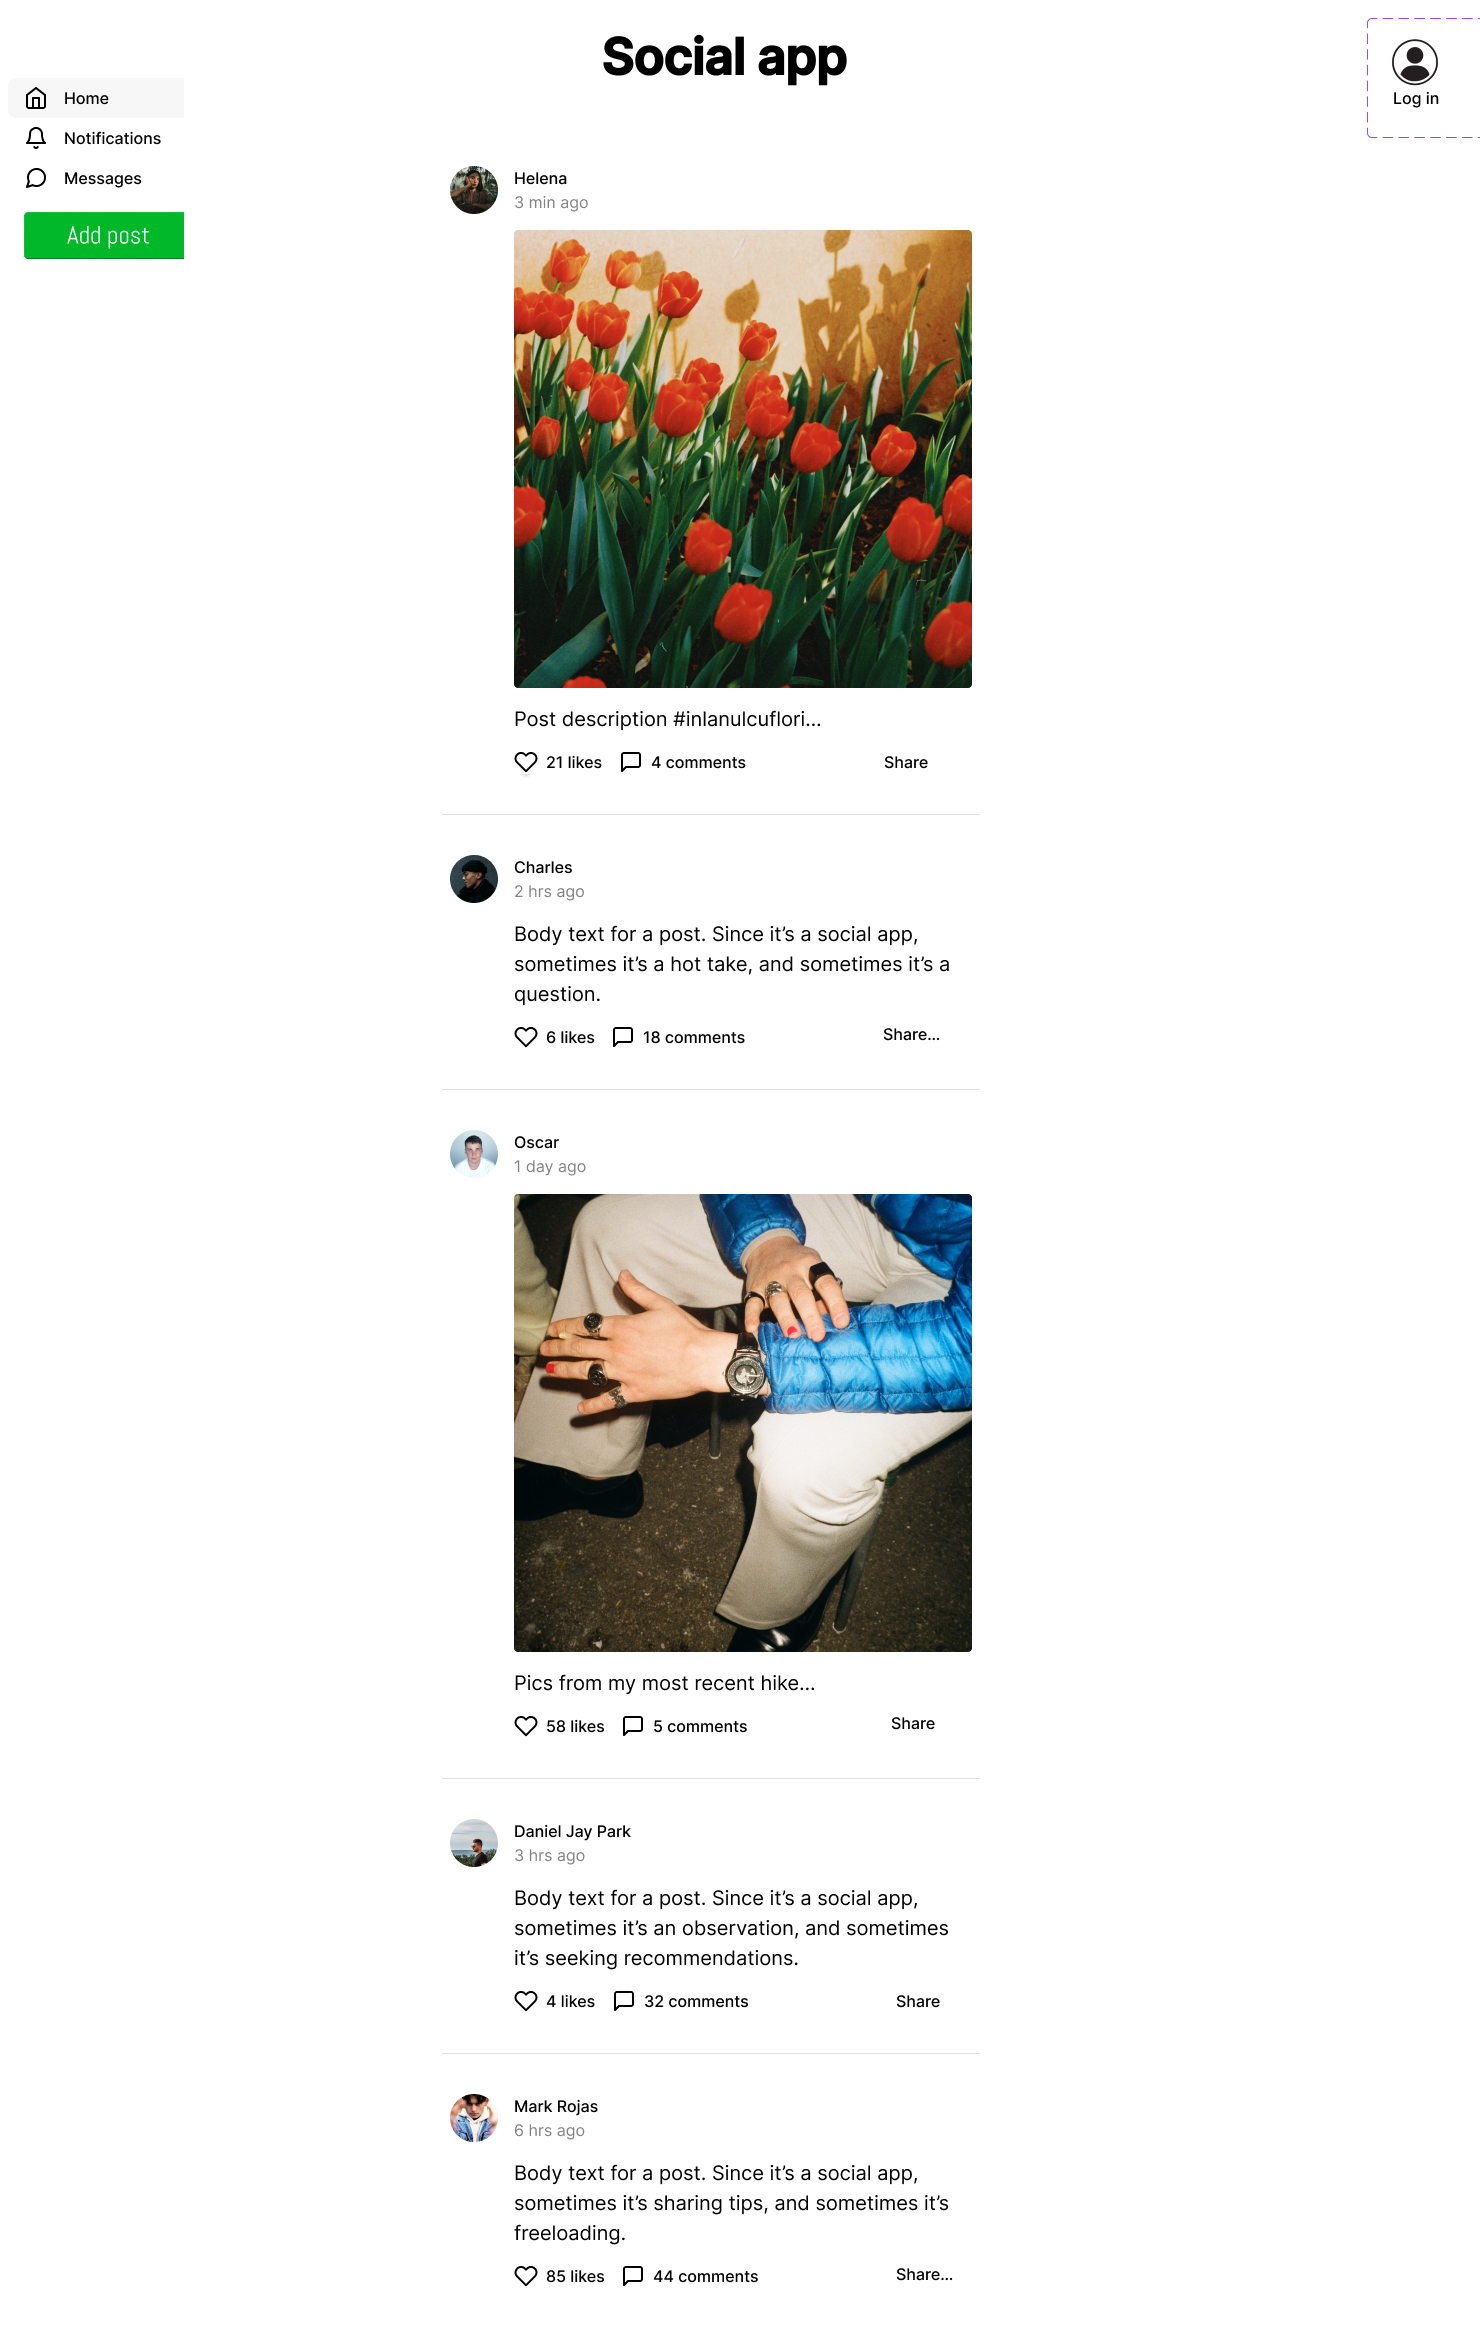 Social app
Log in
Home
Notifications
Messages
Add post
Helena
3 min ago
Post description #inlanulcuflori...
21 likes 4 comments Share
Charles
2 hrs ago
Body text for a post. Since it’s a social app,
sometimes it’s a hot take, and sometimes it’s a
question.
6 likes 18 comments Share...
Oscar
1 day ago
Pics from my most recent hike...
58 likes 5 comments Share
Daniel Jay Park
3 hrs ago
Body text for a post. Since it’s a social app,
sometimes it’s an observation, and sometimes
it’s seeking recommendations.
4 likes 32 comments Share
Mark Rojas
6 hrs ago
Body text for a post. Since it’s a social app,
sometimes it’s sharing tips, and sometimes it’s
freeloading.
85 likes 44 comments Share...